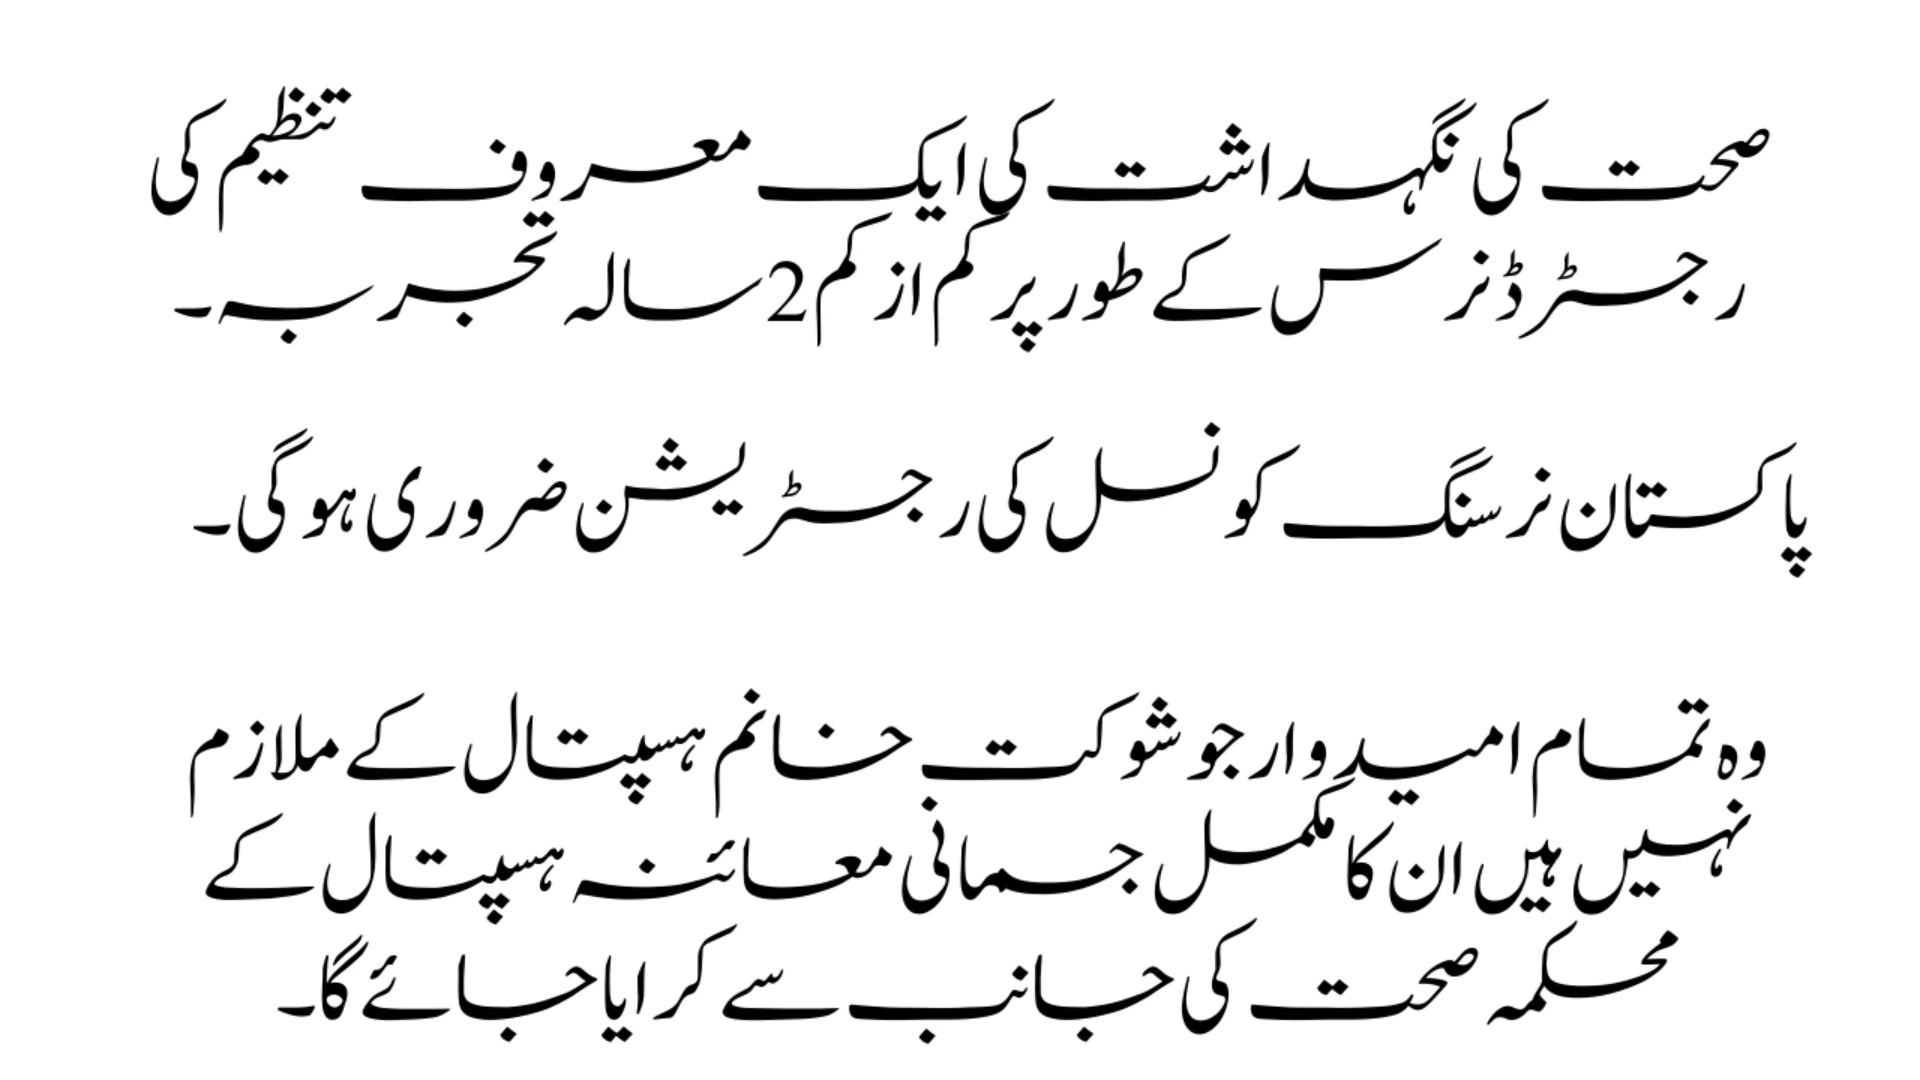 صحت کی نگہداشت کی ایک معروف تنظیم کی
رجسٹرڈ نرس کے طور پر کم از کم 2 سالہ تجربہ۔
پاکستان نرسنگ کونسل کی رجسٹریشن ضروری ہوگی۔
وہ تمام امیدوار جو شوکت خانم ہسپتال کے ملازم
نہیں ہیں ان کا مکمل جسمانی معائنہ ہسپتال کے
محکمہ صحت کی جانب سے کرایا جائے گا۔